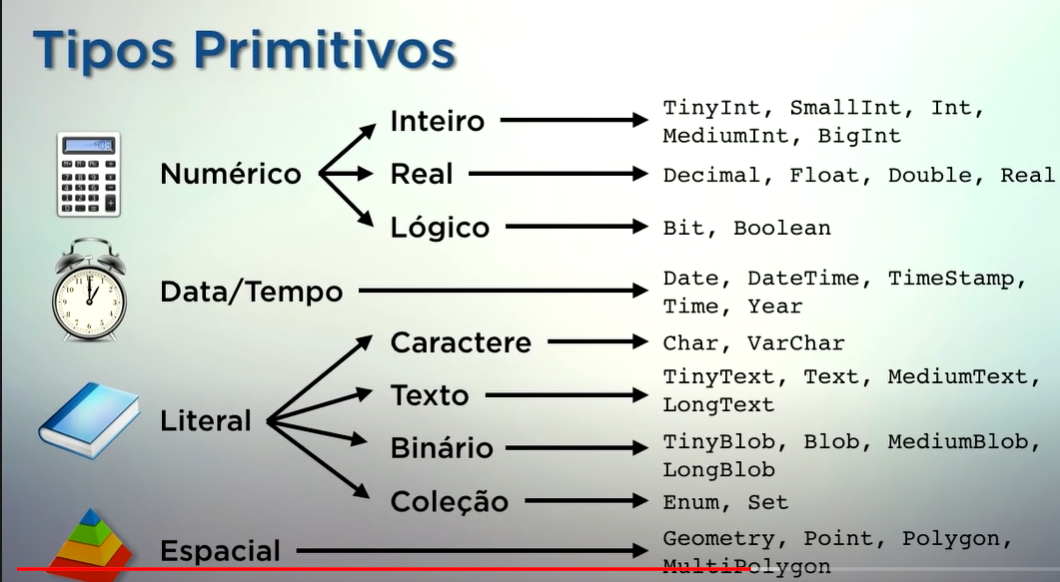 Tipos Primitivos
Numérico
Inteiro
TinyInt, SmallInt, Int,
MediumInt, BigInt
Real
Decimal, Float, Double, Real
Lógico
Bit, Boolean
Data/Tempo
Date, DateTime, TimeStamp,
Time, Year
Literal
Caractere
Char, VarChar
Texto
TinyText, Text, MediumText,
LongText
Binário
TinyBlob, Blob, MediumBlob,
LongBlob
Coleção
Enum, Set
Espacial
Geometry, Point, Polygon,
MultiPolygon